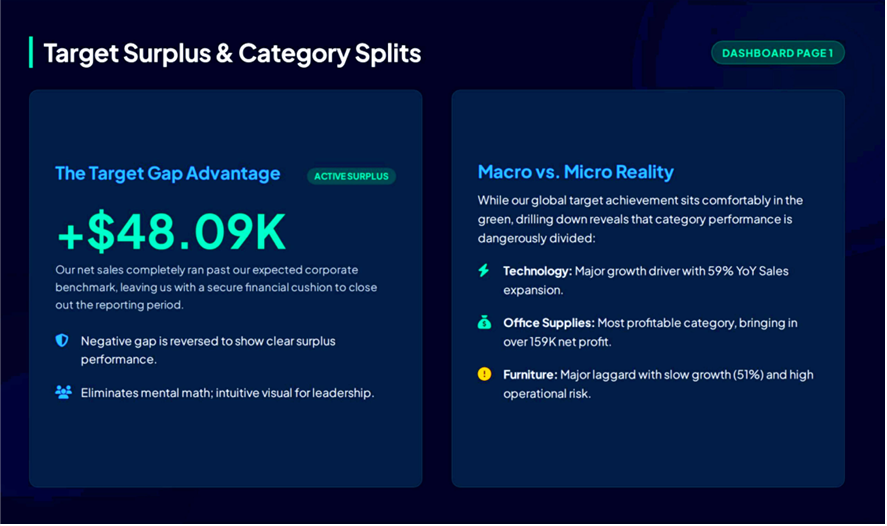 Target Surplus & Category Splits
DASHBOARD PAGE 1
The Target Gap Advantage
ACTIVE SURPLUS
+$48.09K
Our net sales completely ran past our expected corporate
benchmark, leaving us with a secure financial cushion to close
out the reporting period.
Negative gap is reversed to show clear surplus
performance.
Eliminates mental math; intuitive visual for leadership.
Macro vs. Micro Reality
While our global target achievement sits comfortably in the
green, drilling down reveals that category performance is
dangerously divided:
Technology: Major growth driver with 59% YoY Sales
expansion.
Office Supplies: Most profitable category, bringing in
over 159K net profit.
Furniture: Major laggard with slow growth (51%) and high
operational risk.